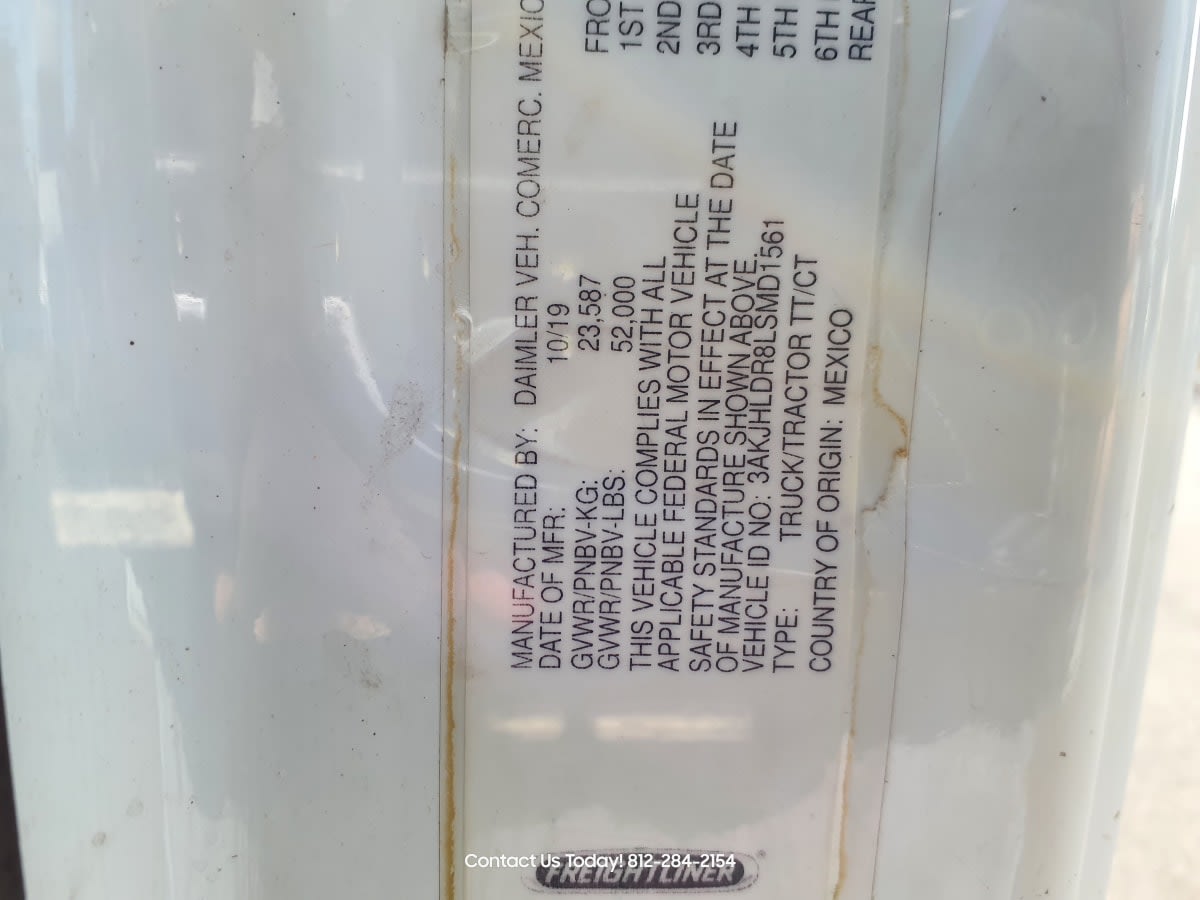 MANUFACTURED BY: DAIMLER VEH. COMERC. MEXICO
DATE OF MFR: 10/19
GVWR/PNBV-KG: 23,587
GVWR/PNBV-LBS: 52,000
THIS VEHICLE COMPLIES WITH ALL
APPLICABLE FEDERAL MOTOR VEHICLE
SAFETY STANDARDS IN EFFECT AT THE DATE
OF MANUFACTURE SHOWN ABOVE.
VEHICLE ID NO: 3AKJHLDR8LSMD1561
TYPE: TRUCK/TRACTOR TT/CT
COUNTRY OF ORIGIN: MEXICO
FRO
1ST
2ND
3RD
4TH
5TH
6TH
REAR
FREIGHTLINER
Contact Us Today! 812-284-2154